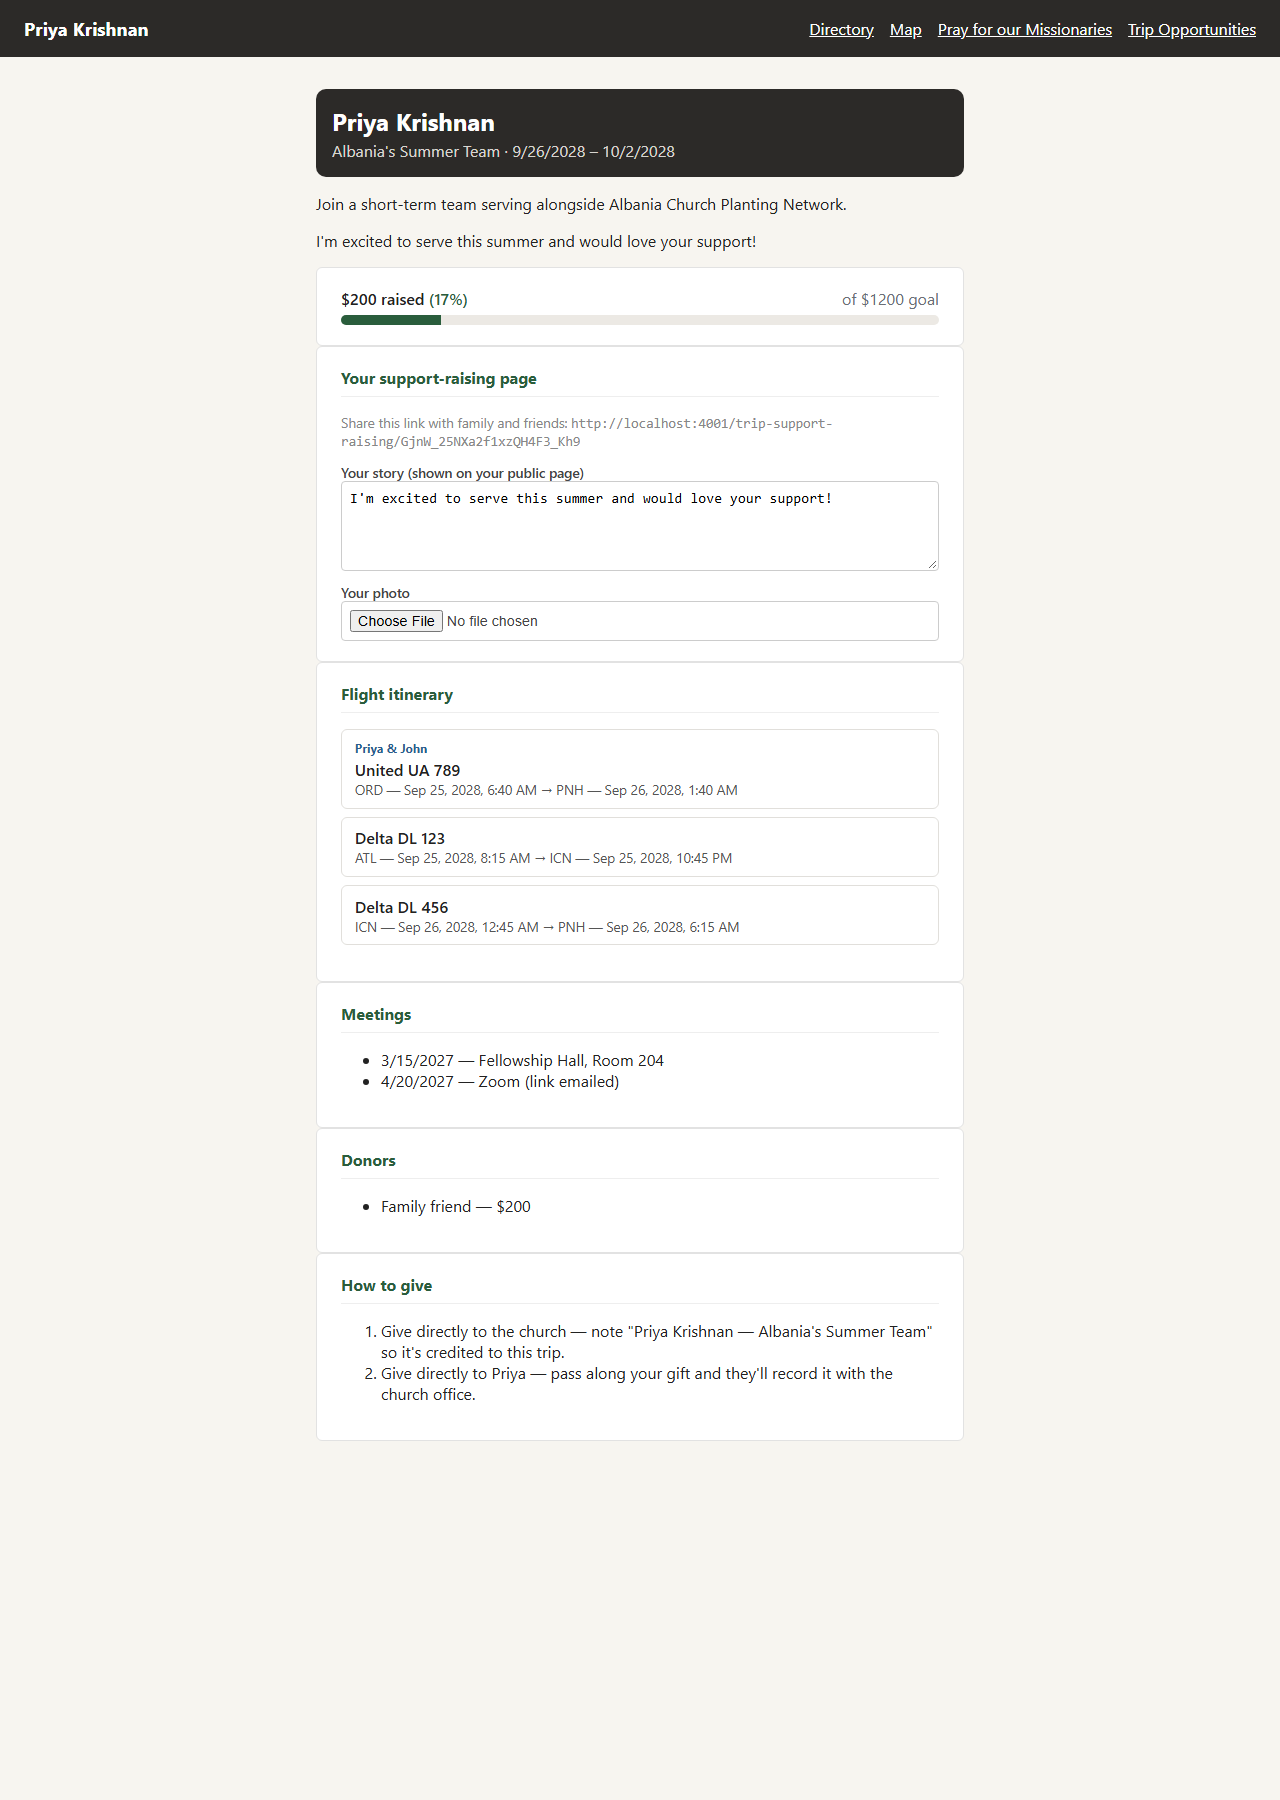 Priya Krishnan
Directory Map Pray for our Missionaries Trip Opportunities
Priya Krishnan
Albania's Summer Team · 9/26/2028 – 10/2/2028
Join a short-term team serving alongside Albania Church Planting Network.
I'm excited to serve this summer and would love your support!
$200 raised (17%) of $1200 goal
Your support-raising page
Share this link with family and friends: http://localhost:4001/trip-support-
raising/GjnW_25NXa2f1xzQH4F3_Kh9
Your story (shown on your public page)
I'm excited to serve this summer and would love your support!
Your photo
Choose File No file chosen
Flight itinerary
Priya & John
United UA 789
ORD — Sep 25, 2028, 6:40 AM → PNH — Sep 26, 2028, 1:40 AM
Delta DL 123
ATL — Sep 25, 2028, 8:15 AM → ICN — Sep 25, 2028, 10:45 PM
Delta DL 456
ICN — Sep 26, 2028, 12:45 AM → PNH — Sep 26, 2028, 6:15 AM
Meetings
• 3/15/2027 — Fellowship Hall, Room 204
• 4/20/2027 — Zoom (link emailed)
Donors
• Family friend — $200
How to give
1. Give directly to the church — note "Priya Krishnan — Albania's Summer Team"
so it's credited to this trip.
2. Give directly to Priya — pass along your gift and they'll record it with the
church office.